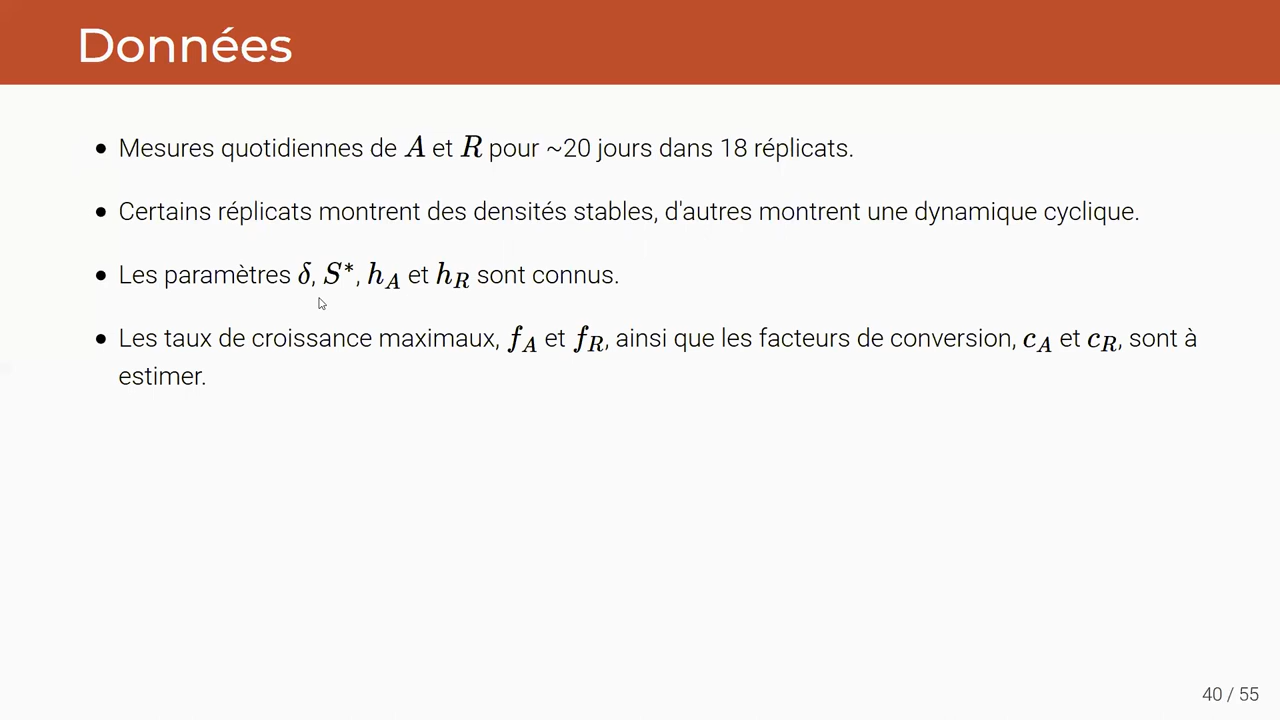 Données
• Mesures quotidiennes de A et R pour ~20 jours dans 18 réplicats.
• Certains réplicats montrent des densités stables, d'autres montrent une dynamique cyclique.
• Les paramètres δ, S*, h_A et h_R sont connus.
• Les taux de croissance maximaux, f_A et f_R, ainsi que les facteurs de conversion, c_A et c_R, sont à
estimer.
40 / 55